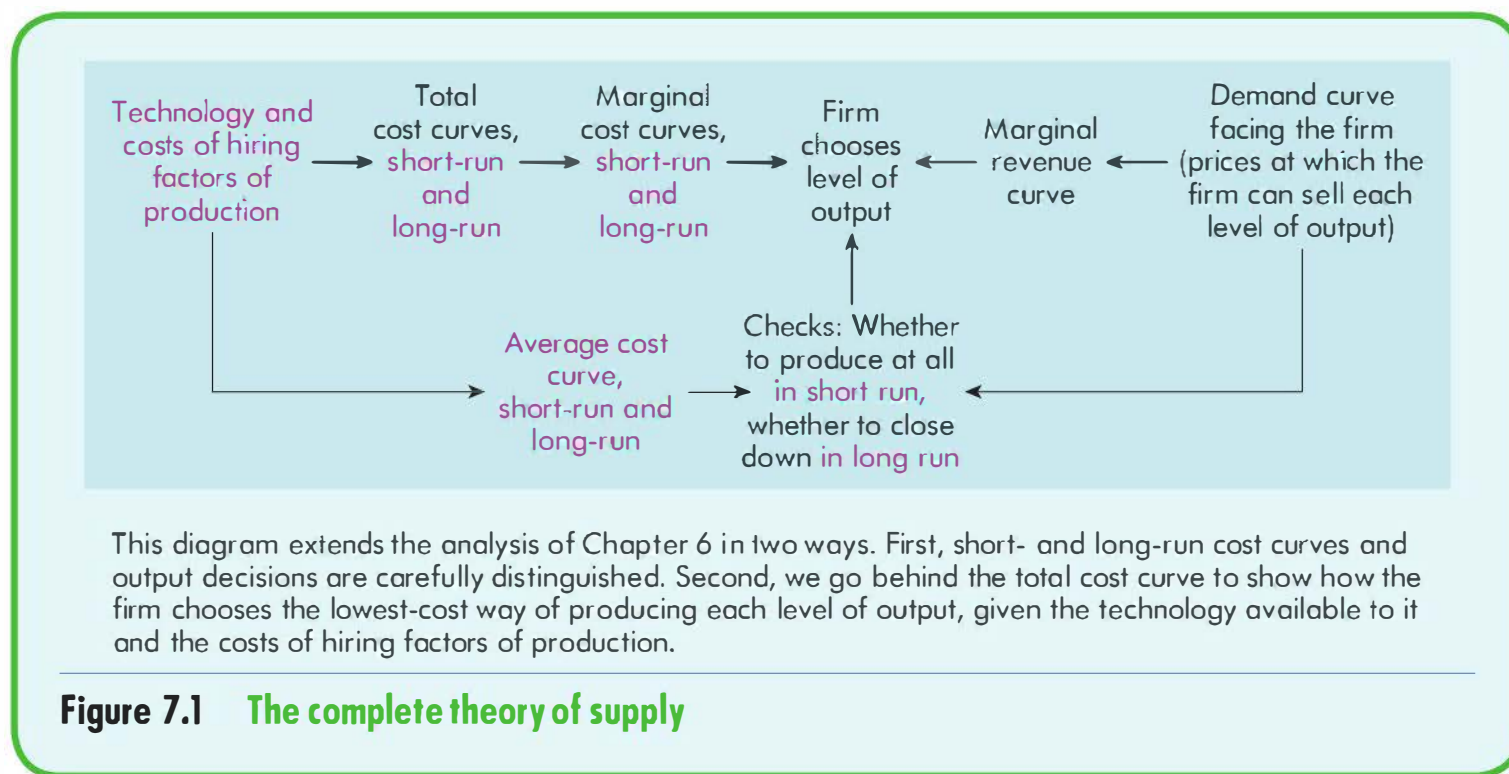 Technology and
costs of hiring
factors of
production
Total
cost curves,
short-run
and
long-run
Marginal
cost curves,
short-run
and
long-run
Firm
chooses
level of
output
Marginal
revenue
curve
Demand curve
facing the firm
(prices at which the
firm can sell each
level of output)
Average cost
curve,
short-run and
long-run
Checks: Whether
to produce at all
in short run,
whether to close
down in long run
This diagram extends the analysis of Chapter 6 in two ways. First, short- and long-run cost curves and
output decisions are carefully distinguished. Second, we go behind the total cost curve to show how the
firm chooses the lowest-cost way of producing each level of output, given the technology available to it
and the costs of hiring factors of production.
Figure 7.1 The complete theory of supply